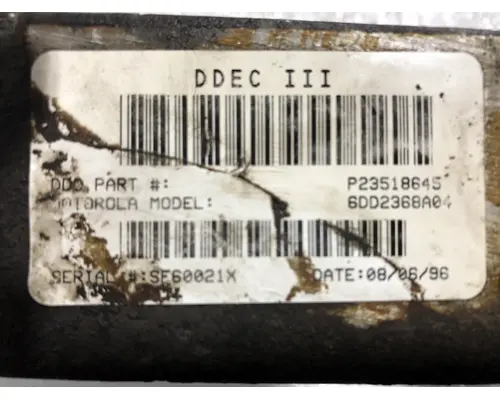 DDEC III
DDC PART #: P23518645
MOTOROLA MODEL: 6DD2368A04
SERIAL #:SF60021X DATE:08/06/96